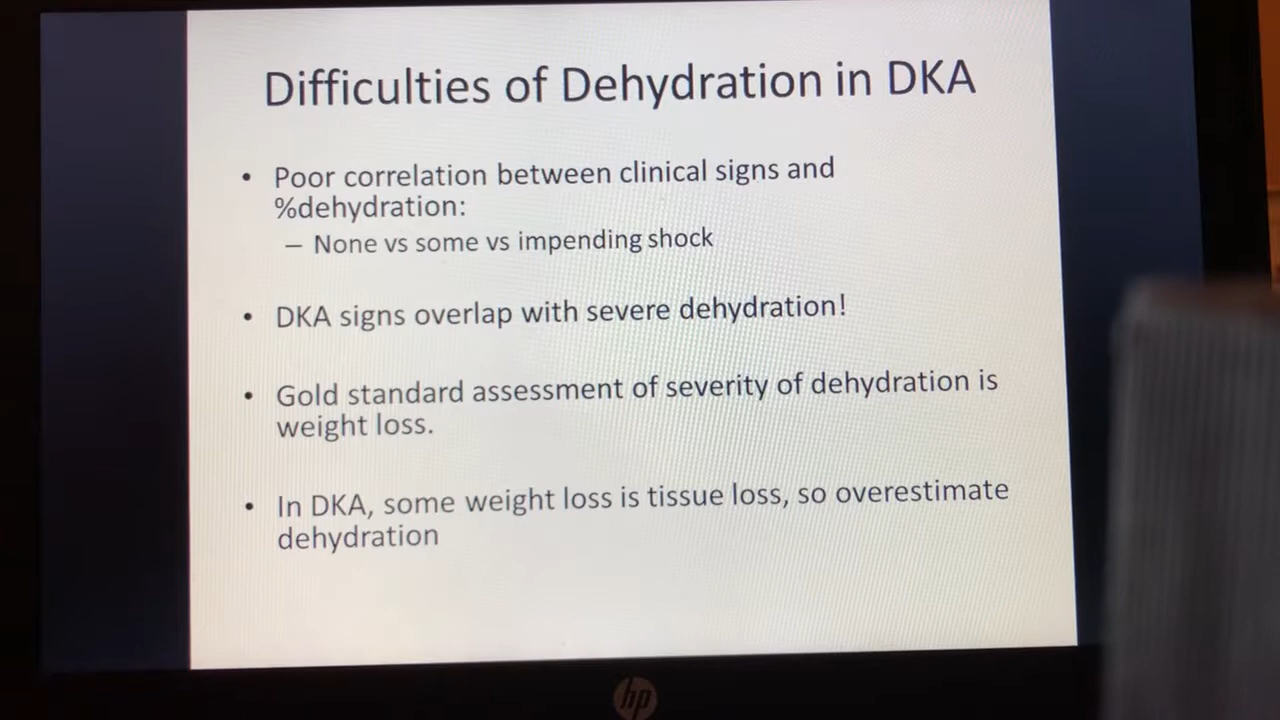 Difficulties of Dehydration in DKA
• Poor correlation between clinical signs and
%dehydration:
– None vs some vs impending shock
• DKA signs overlap with severe dehydration!
• Gold standard assessment of severity of dehydration is
weight loss.
• In DKA, some weight loss is tissue loss, so overestimate
dehydration
hp